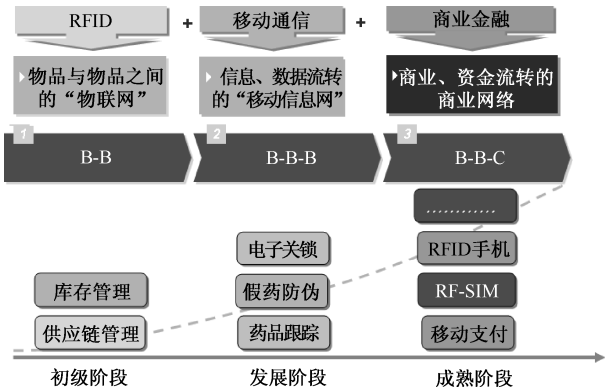 RFID + 移动通信 + 商业金融
物品与物品之间
的“物联网”
信息、数据流转
的“移动信息网”
商业、资金流转的
商业网络
1 2 3
B-B B-B-B B-B-C
…………
电子关锁 RFID手机
库存管理 假药防伪 RF-SIM
供应链管理 药品跟踪 移动支付
初级阶段 发展阶段 成熟阶段